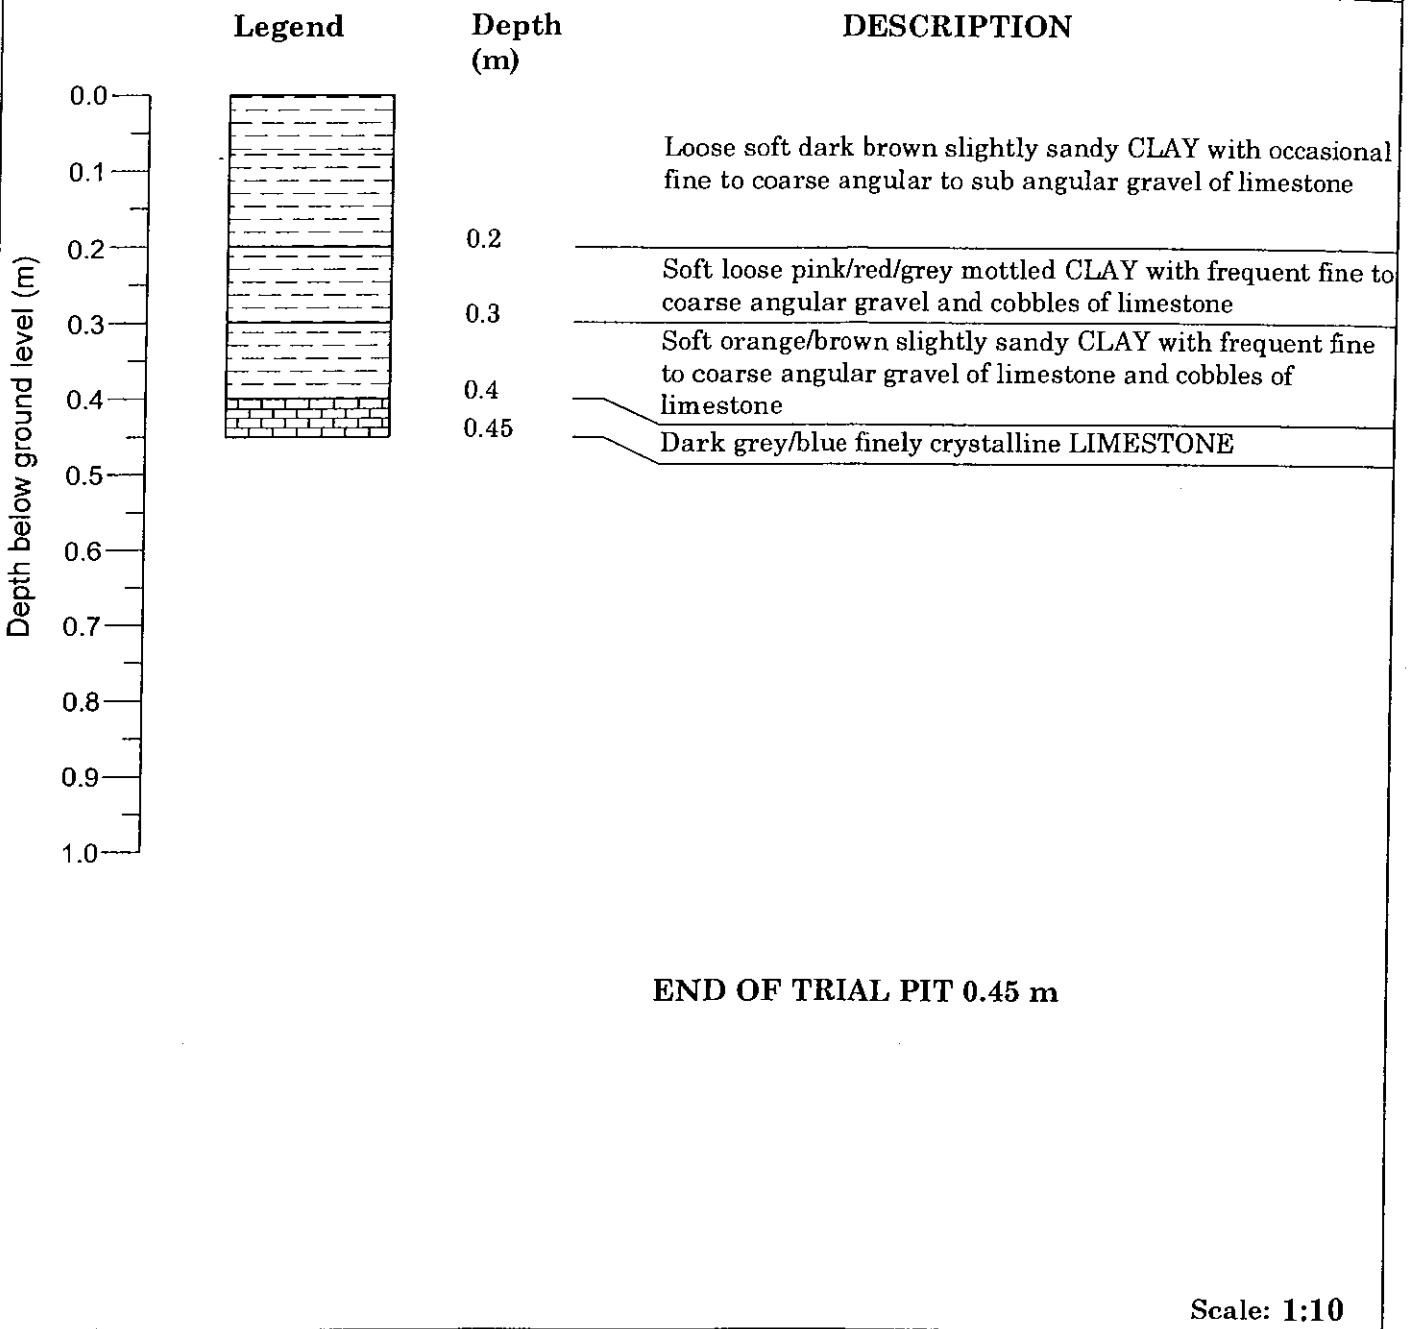 Legend Depth (m) DESCRIPTION
0.0
0.1
0.2
0.3
0.4
0.5
0.6
0.7
0.8
0.9
1.0
Depth below ground level (m)
Loose soft dark brown slightly sandy CLAY with occasional
fine to coarse angular to sub angular gravel of limestone
0.2
Soft loose pink/red/grey mottled CLAY with frequent fine to
coarse angular gravel and cobbles of limestone
0.3
Soft orange/brown slightly sandy CLAY with frequent fine
to coarse angular gravel of limestone and cobbles of
limestone
0.4
Dark grey/blue finely crystalline LIMESTONE
0.45
END OF TRIAL PIT 0.45 m
Scale: 1:10